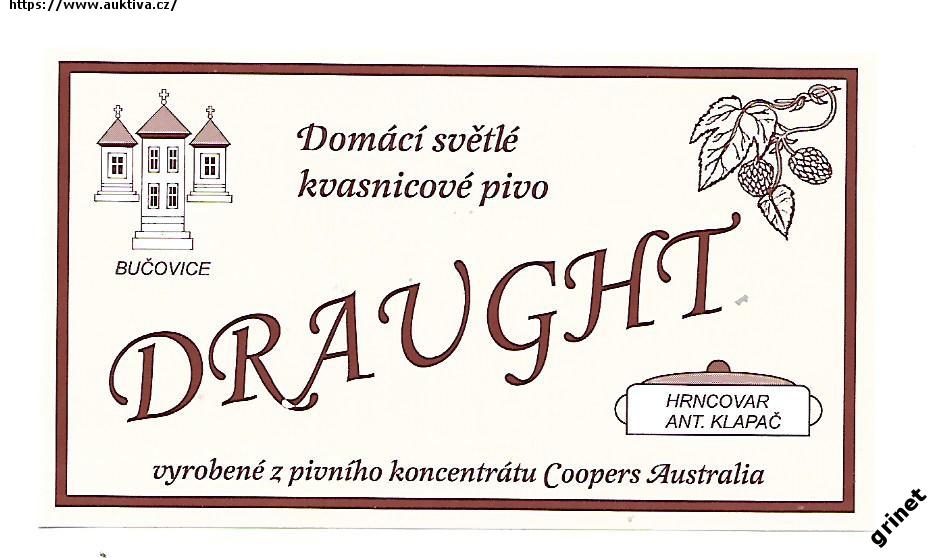 https://www.auktiva.cz/
Domácí světlé
kvasnicové pivo
BUČOVICE
DRAUGHT
HRNCOVAR
ANT. KLAPAČ
vyrobené z pivního koncentrátu Coopers Australia
grinet